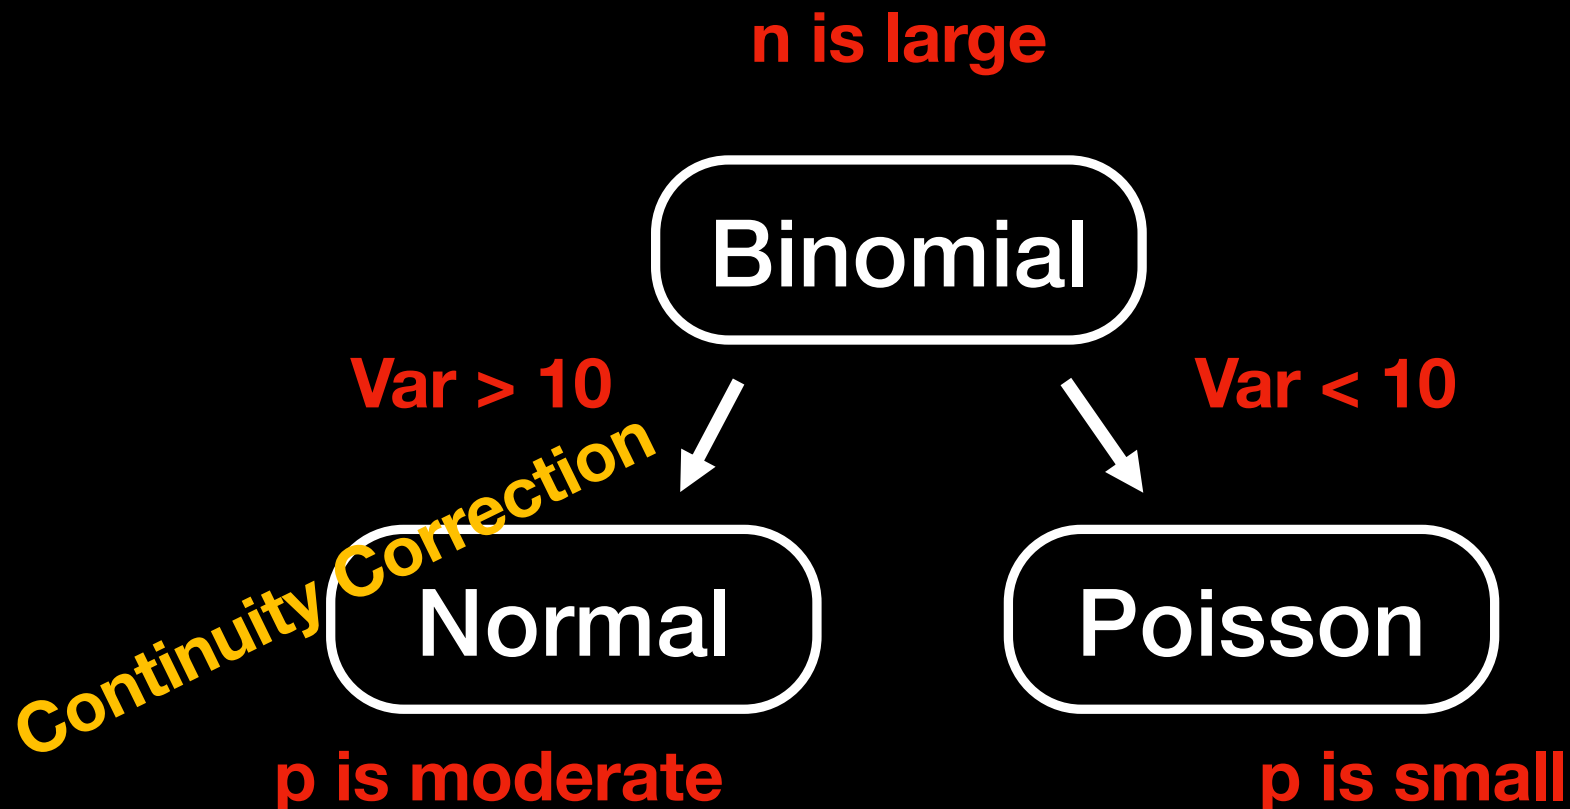 n is large
Binomial
Var > 10
Var < 10
Continuity Correction
Normal
Poisson
p is moderate
p is small